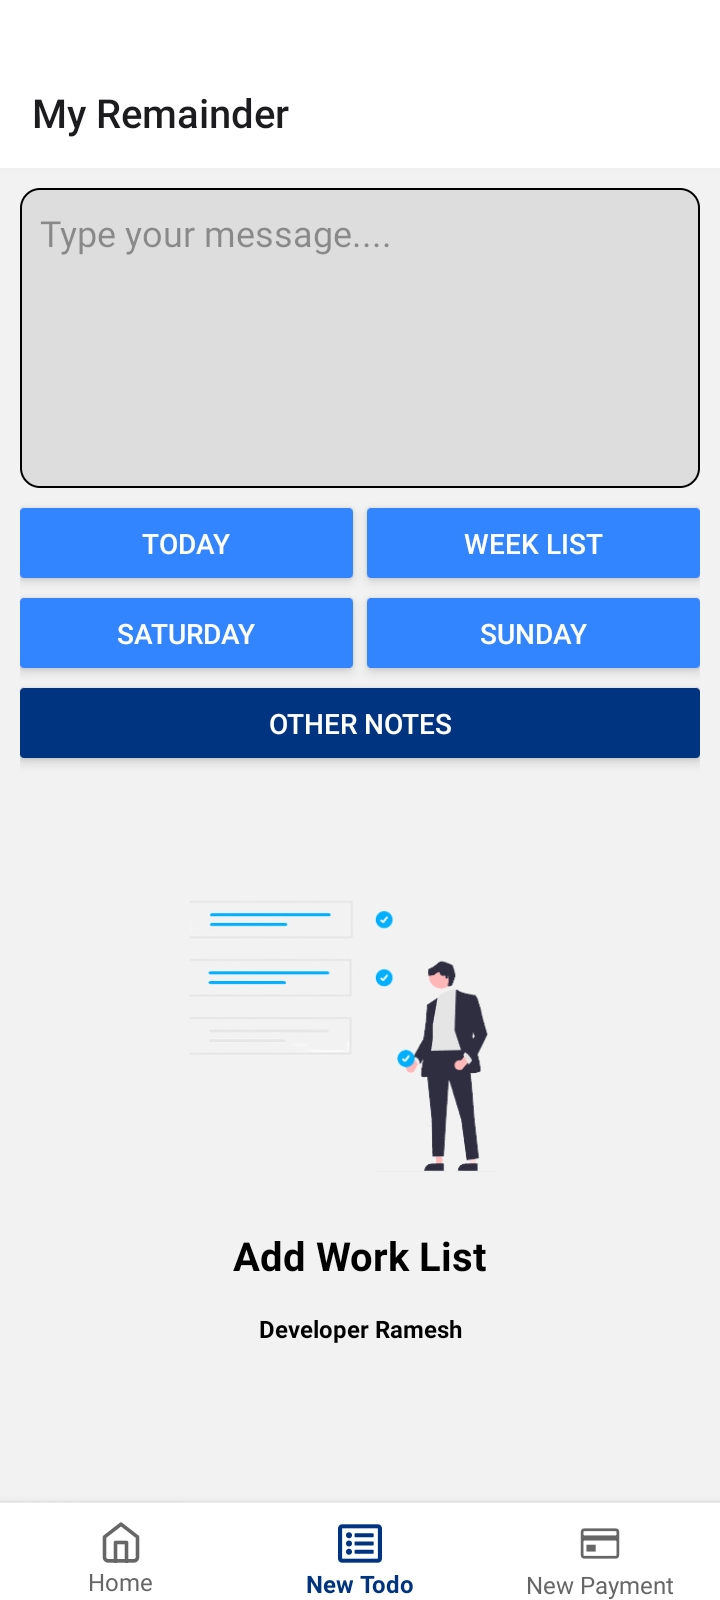 My Remainder
Type your message....
TODAY
WEEK LIST
SATURDAY
SUNDAY
OTHER NOTES
Add Work List
Developer Ramesh
Home
New Todo
New Payment